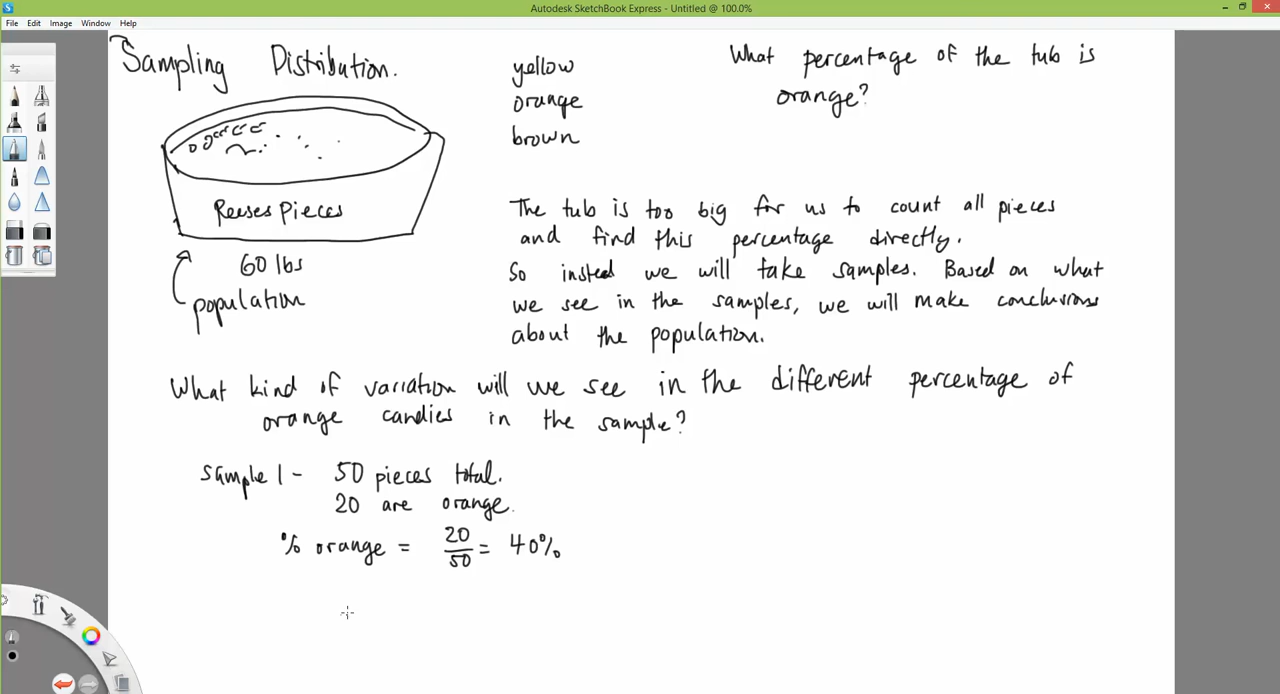 Autodesk SketchBook Express - Untitled @ 100.0%
File Edit Image Window Help
Sampling Distribution.
yellow
orange
brown
What percentage of the tub is
orange?
Reeses Pieces
60 lbs
population
The tub is too big for us to count all pieces
and find this percentage directly.
So instead we will take samples. Based on what
we see in the samples, we will make conclusions
about the population.
What kind of variation will we see in the different percentage of
orange candies in the sample?
Sample 1 - 50 pieces total.
20 are orange.
% orange = 20/50 = 40%